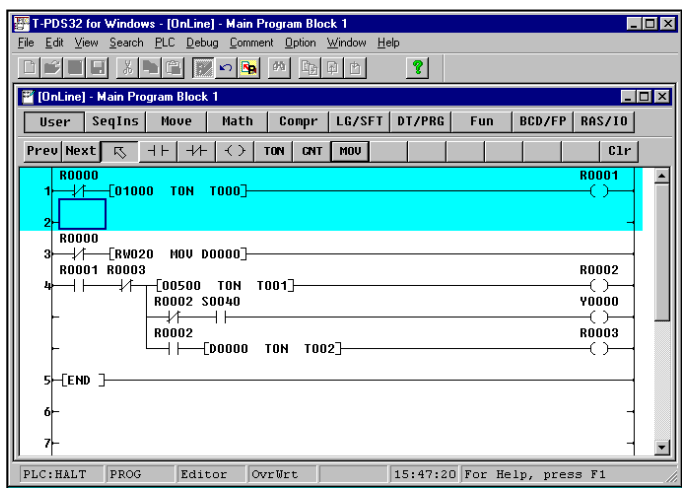 T-PDS32 for Windows - [OnLine] - Main Program Block 1
File Edit View Search PLC Debug Comment Option Window Help
[OnLine] - Main Program Block 1
User SeqIns Move Math Compr LG/SFT DT/PRG Fun BCD/FP RAS/IO
Prev Next TON CNT MOV Clr
R0000 R0001
1 [01000 TON T000] ( )
2
R0000
3 [RW020 MOV D0000]
R0001 R0003 R0002
4 [00500 TON T001] ( )
R0002 S0040 Y0000
( )
R0002 R0003
[D0000 TON T002] ( )
5 [END ]
6
7
PLC:HALT PROG Editor OvrWrt 15:47:20 For Help, press F1